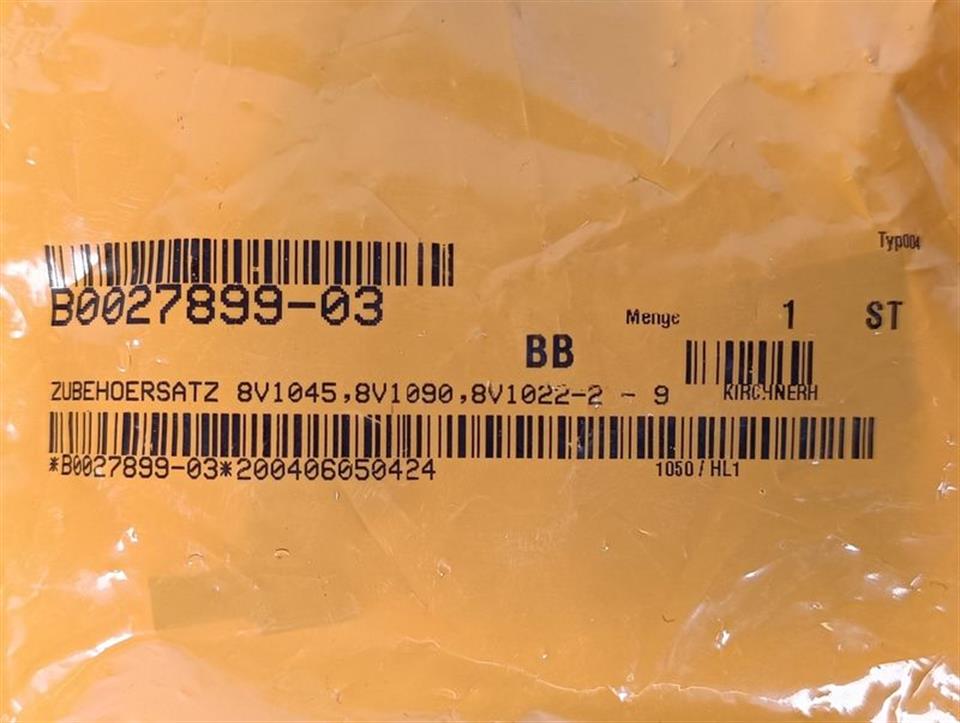 Typ004
B0027899-03
Menge 1 ST
BB
ZUBEHOERSATZ 8V1045,8V1090,8V1022-2 - 9
KIRCHNERH
*B0027899-03*200406050424
1050 / HL1